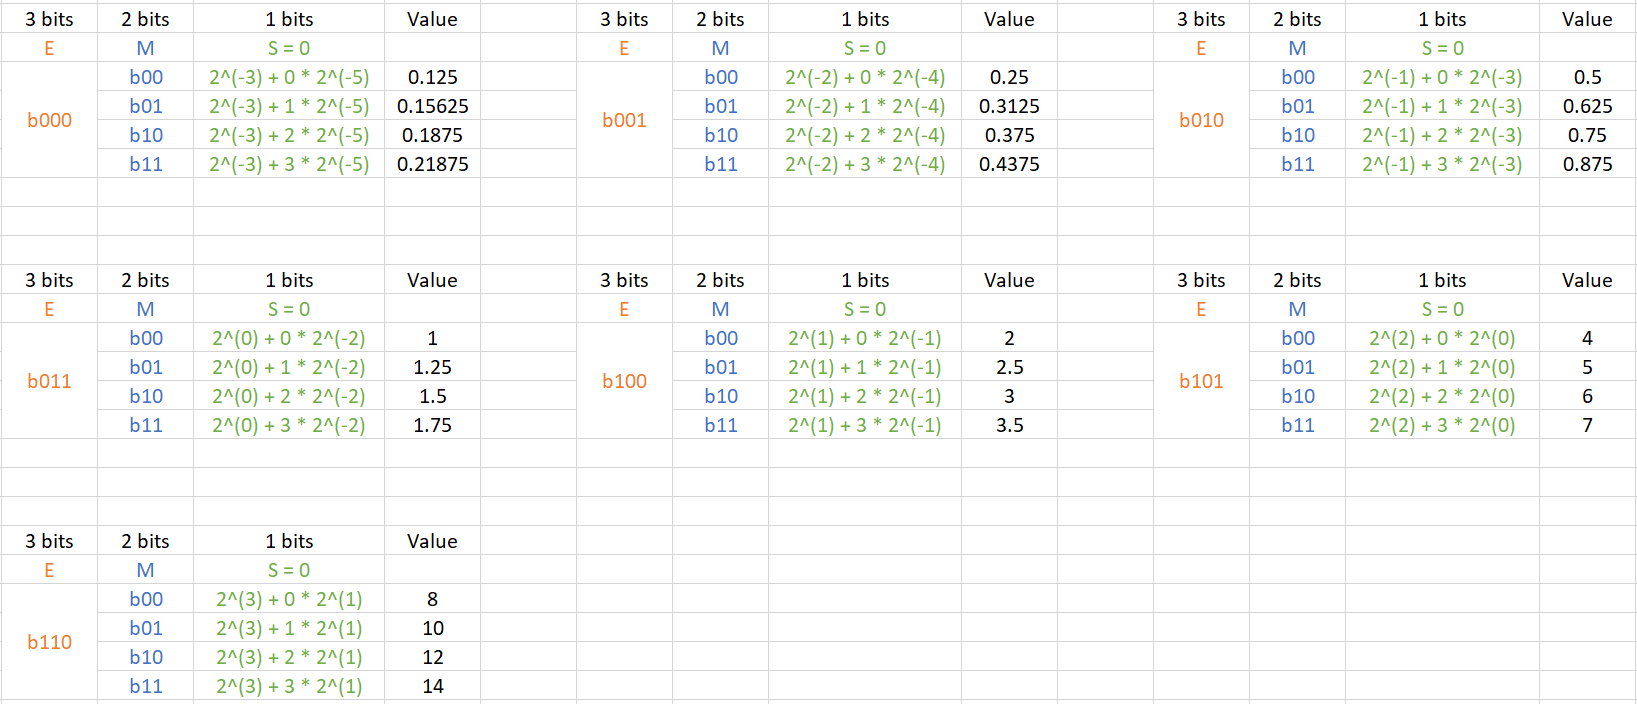 3 bits 2 bits 1 bits Value 3 bits 2 bits 1 bits Value 3 bits 2 bits 1 bits Value
E M S = 0 E M S = 0 E M S = 0
b00 2^(-3) + 0 * 2^(-5) 0.125 b00 2^(-2) + 0 * 2^(-4) 0.25 b00 2^(-1) + 0 * 2^(-3) 0.5
b01 2^(-3) + 1 * 2^(-5) 0.15625 b01 2^(-2) + 1 * 2^(-4) 0.3125 b01 2^(-1) + 1 * 2^(-3) 0.625
b000 b001 b010
b10 2^(-3) + 2 * 2^(-5) 0.1875 b10 2^(-2) + 2 * 2^(-4) 0.375 b10 2^(-1) + 2 * 2^(-3) 0.75
b11 2^(-3) + 3 * 2^(-5) 0.21875 b11 2^(-2) + 3 * 2^(-4) 0.4375 b11 2^(-1) + 3 * 2^(-3) 0.875
3 bits 2 bits 1 bits Value 3 bits 2 bits 1 bits Value 3 bits 2 bits 1 bits Value
E M S = 0 E M S = 0 E M S = 0
b00 2^(0) + 0 * 2^(-2) 1 b00 2^(1) + 0 * 2^(-1) 2 b00 2^(2) + 0 * 2^(0) 4
b01 2^(0) + 1 * 2^(-2) 1.25 b01 2^(1) + 1 * 2^(-1) 2.5 b01 2^(2) + 1 * 2^(0) 5
b011 b100 b101
b10 2^(0) + 2 * 2^(-2) 1.5 b10 2^(1) + 2 * 2^(-1) 3 b10 2^(2) + 2 * 2^(0) 6
b11 2^(0) + 3 * 2^(-2) 1.75 b11 2^(1) + 3 * 2^(-1) 3.5 b11 2^(2) + 3 * 2^(0) 7
3 bits 2 bits 1 bits Value
E M S = 0
b00 2^(3) + 0 * 2^(1) 8
b01 2^(3) + 1 * 2^(1) 10
b110
b10 2^(3) + 2 * 2^(1) 12
b11 2^(3) + 3 * 2^(1) 14